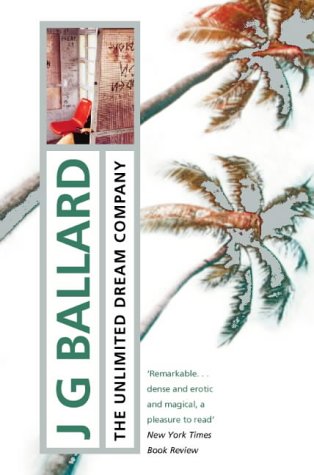 J G BALLARD
THE UNLIMITED DREAM COMPANY
‘Remarkable. . .
dense and erotic
and magical, a
pleasure to read’
New York Times
Book Review